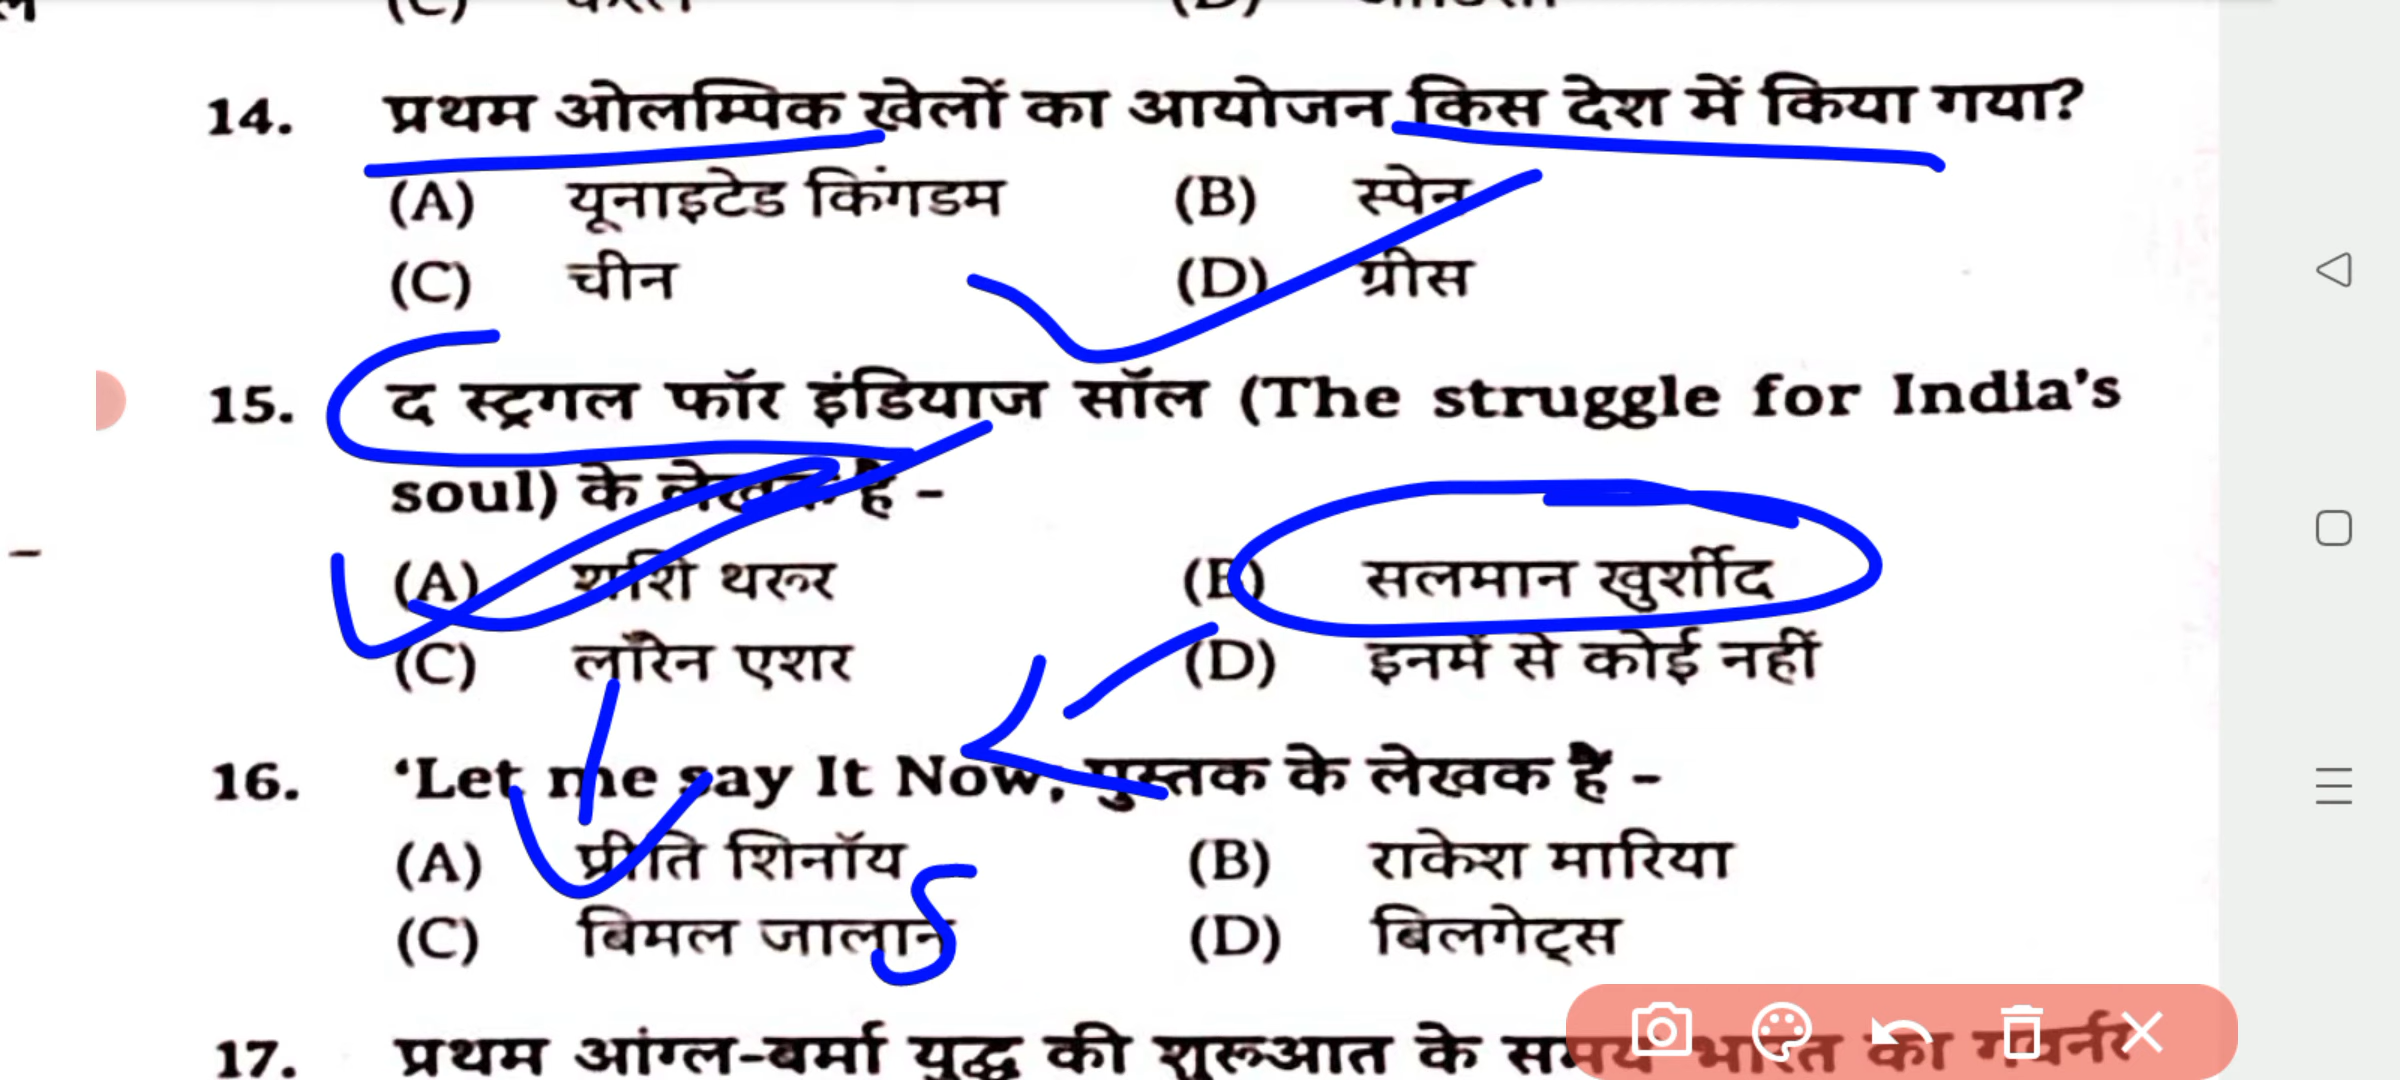 14. प्रथम ओलम्पिक खेलों का आयोजन किस देश में किया गया?
(A) यूनाइटेड किंगडम (B) स्पेन
(C) चीन (D) ग्रीस
15. द स्ट्रगल फॉर इंडियाज सॉल (The struggle for India's
soul) के लेखक है -
(A) शशि थरूर (B) सलमान खुर्शीद
(C) लॉरेन एशर (D) इनमें से कोई नहीं
16. 'Let me say It Now, पुस्तक के लेखक हैं -
(A) प्रीति शिनॉय (B) राकेश मारिया
(C) बिमल जालान (D) बिलगेट्स
17. प्रथम आंग्ल-बर्मा युद्ध की शुरूआत के समय भारत का गवर्नर